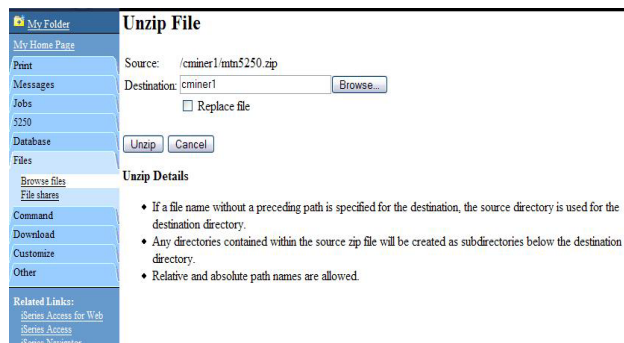 My Folder
My Home Page
Print
Messages
Jobs
5250
Database
Files
Browse files
File shares
Command
Download
Customize
Other
Related Links:
iSeries Access for Web
iSeries Access
iSeries Navigator
Unzip File
Source: /cminer1/mtn5250.zip
Destination: cminer1 Browse...
Replace file
Unzip Cancel
Unzip Details
• If a file name without a preceding path is specified for the destination, the source directory is used for the
destination directory.
• Any directories contained within the source zip file will be created as subdirectories below the destination
directory.
• Relative and absolute path names are allowed.